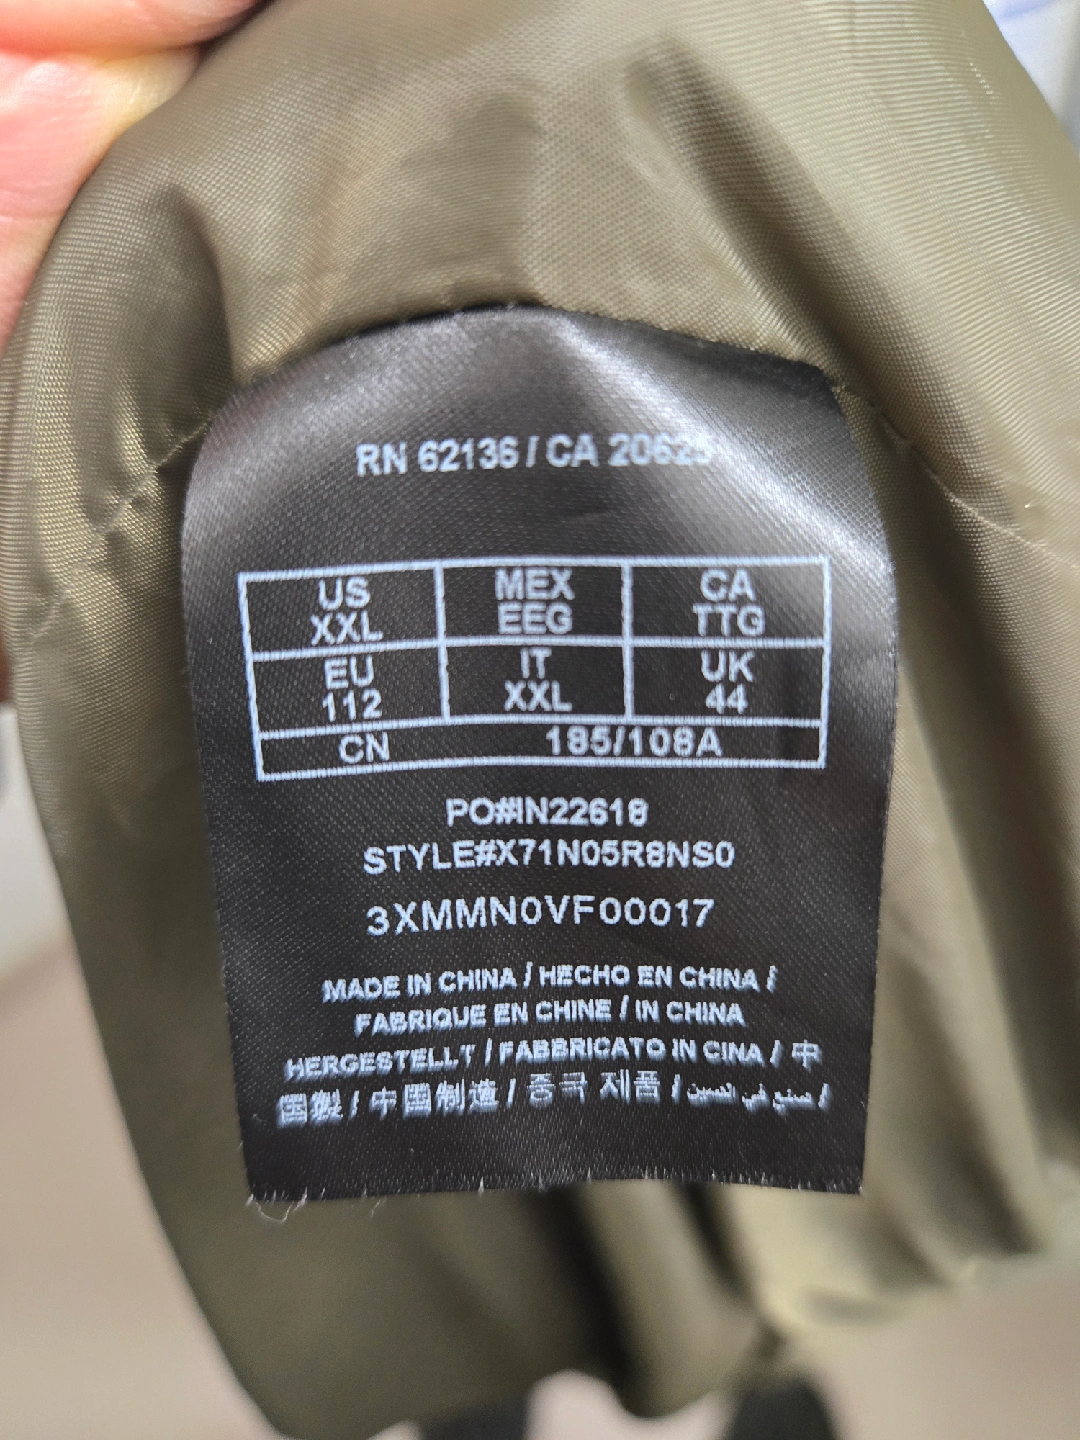 RN 62136 / CA 20625
US MEX CA
XXL EEG TTG
EU IT UK
112 XXL 44
CN 185/108A
PO#IN22618
STYLE#X71N05R8NS0
3XMMN0VF00017
MADE IN CHINA / HECHO EN CHINA /
FABRIQUE EN CHINE / IN CHINA
HERGESTELLT / FABBRICATO IN CINA / 中
国製 / 中国制造 / 중국 제품 / صنع في الصين /